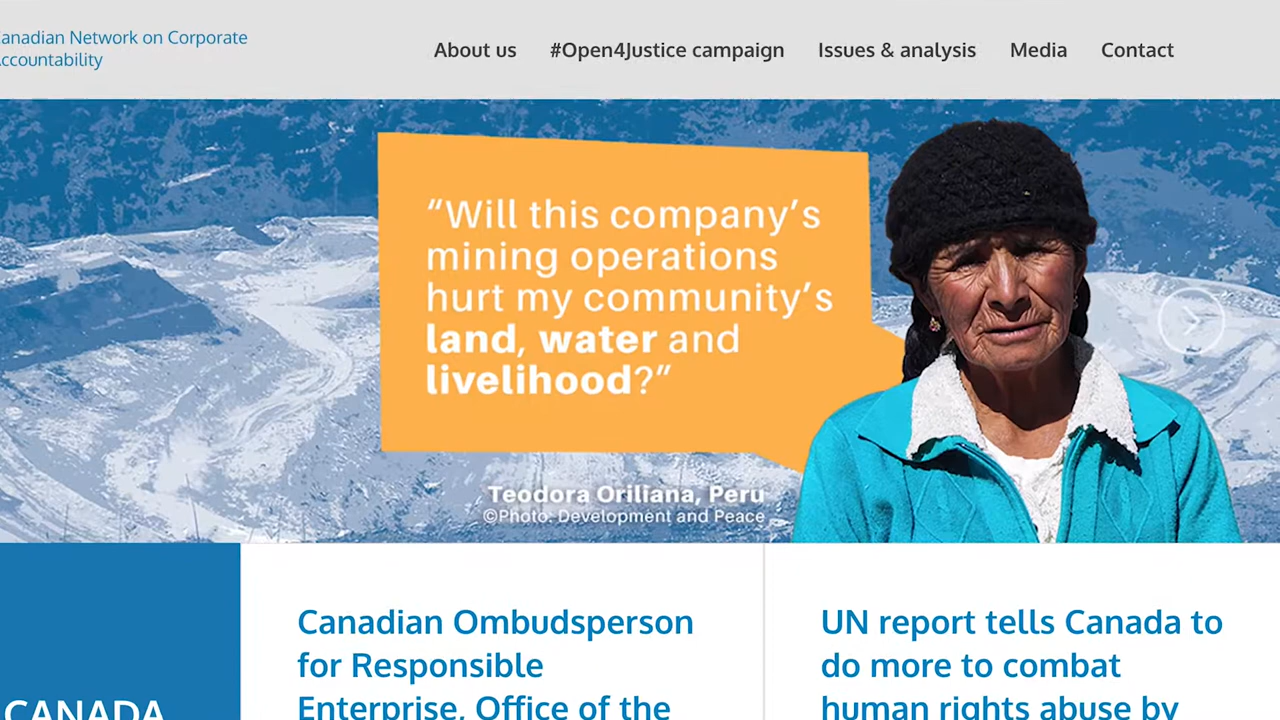 anadian Network on Corporate
ccountability
About us
#Open4Justice campaign
Issues & analysis
Media
Contact
“Will this company’s
mining operations
hurt my community’s
land, water and
livelihood?”
Teodora Oriliana, Peru
©Photo: Development and Peace
CANADA
Canadian Ombudsperson
for Responsible
Enterprise, Office of the
UN report tells Canada to
do more to combat
human rights abuse by